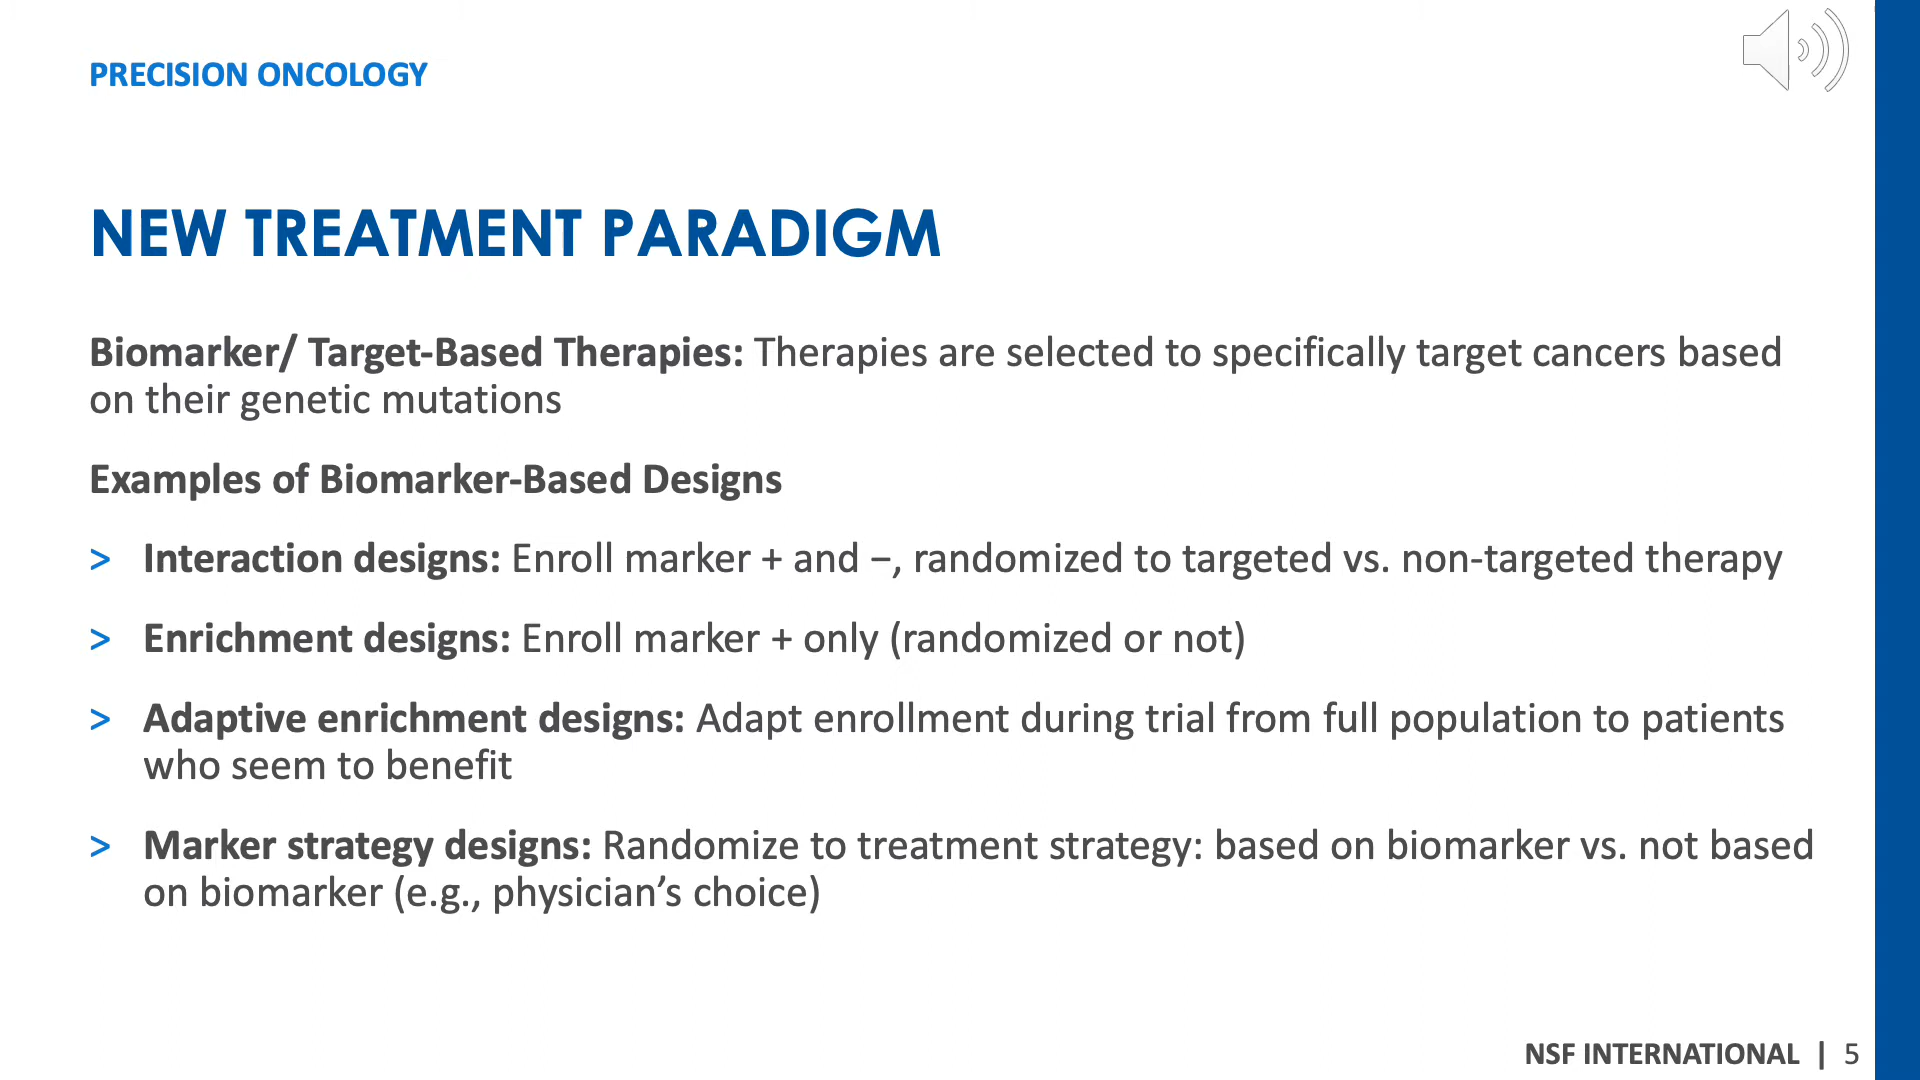 PRECISION ONCOLOGY
NEW TREATMENT PARADIGM
Biomarker/ Target-Based Therapies: Therapies are selected to specifically target cancers based
on their genetic mutations
Examples of Biomarker-Based Designs
> Interaction designs: Enroll marker + and −, randomized to targeted vs. non-targeted therapy
> Enrichment designs: Enroll marker + only (randomized or not)
> Adaptive enrichment designs: Adapt enrollment during trial from full population to patients
who seem to benefit
> Marker strategy designs: Randomize to treatment strategy: based on biomarker vs. not based
on biomarker (e.g., physician’s choice)
NSF INTERNATIONAL | 5